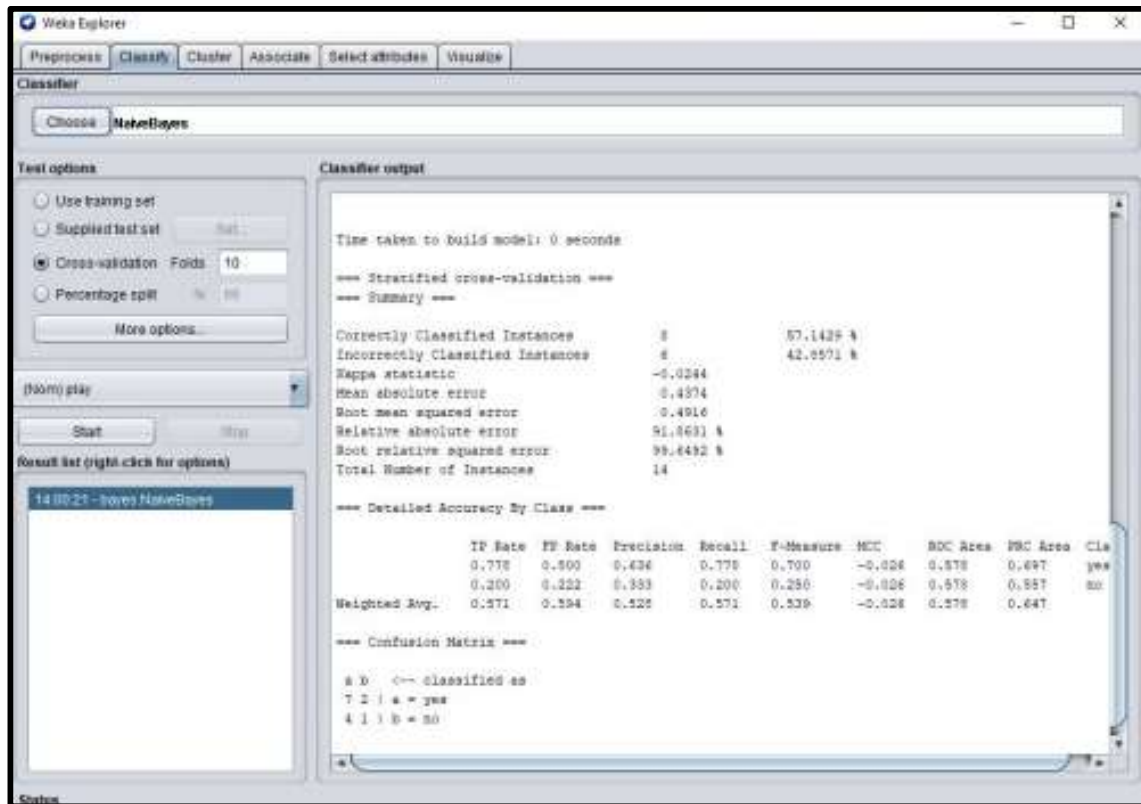 Weka Explorer
Preprocess Classify Cluster Associate Select attributes Visualize
Classifier
Choose NaiveBayes
Test options
Use training set
Supplied test set Set...
Cross-validation Folds 10
Percentage split %
More options...
(Nom) play
Start Stop
Result list (right-click for options)
14:00:21 - bayes.NaiveBayes
Classifier output
Time taken to build model: 0 seconds
=== Stratified cross-validation ===
=== Summary ===
Correctly Classified Instances 8 57.1429 %
Incorrectly Classified Instances 6 42.8571 %
Kappa statistic -0.0244
Mean absolute error 0.4374
Root mean squared error 0.4916
Relative absolute error 91.8631 %
Root relative squared error 99.6492 %
Total Number of Instances 14
=== Detailed Accuracy By Class ===
TP Rate FP Rate Precision Recall F-Measure MCC ROC Area PRC Area Cla
0.778 0.800 0.636 0.778 0.700 -0.026 0.578 0.697 yes
0.200 0.222 0.333 0.200 0.250 -0.026 0.578 0.557 no
Weighted Avg. 0.571 0.594 0.528 0.571 0.539 -0.026 0.578 0.647
=== Confusion Matrix ===
a b <-- classified as
7 2 | a = yes
4 1 | b = no
Status